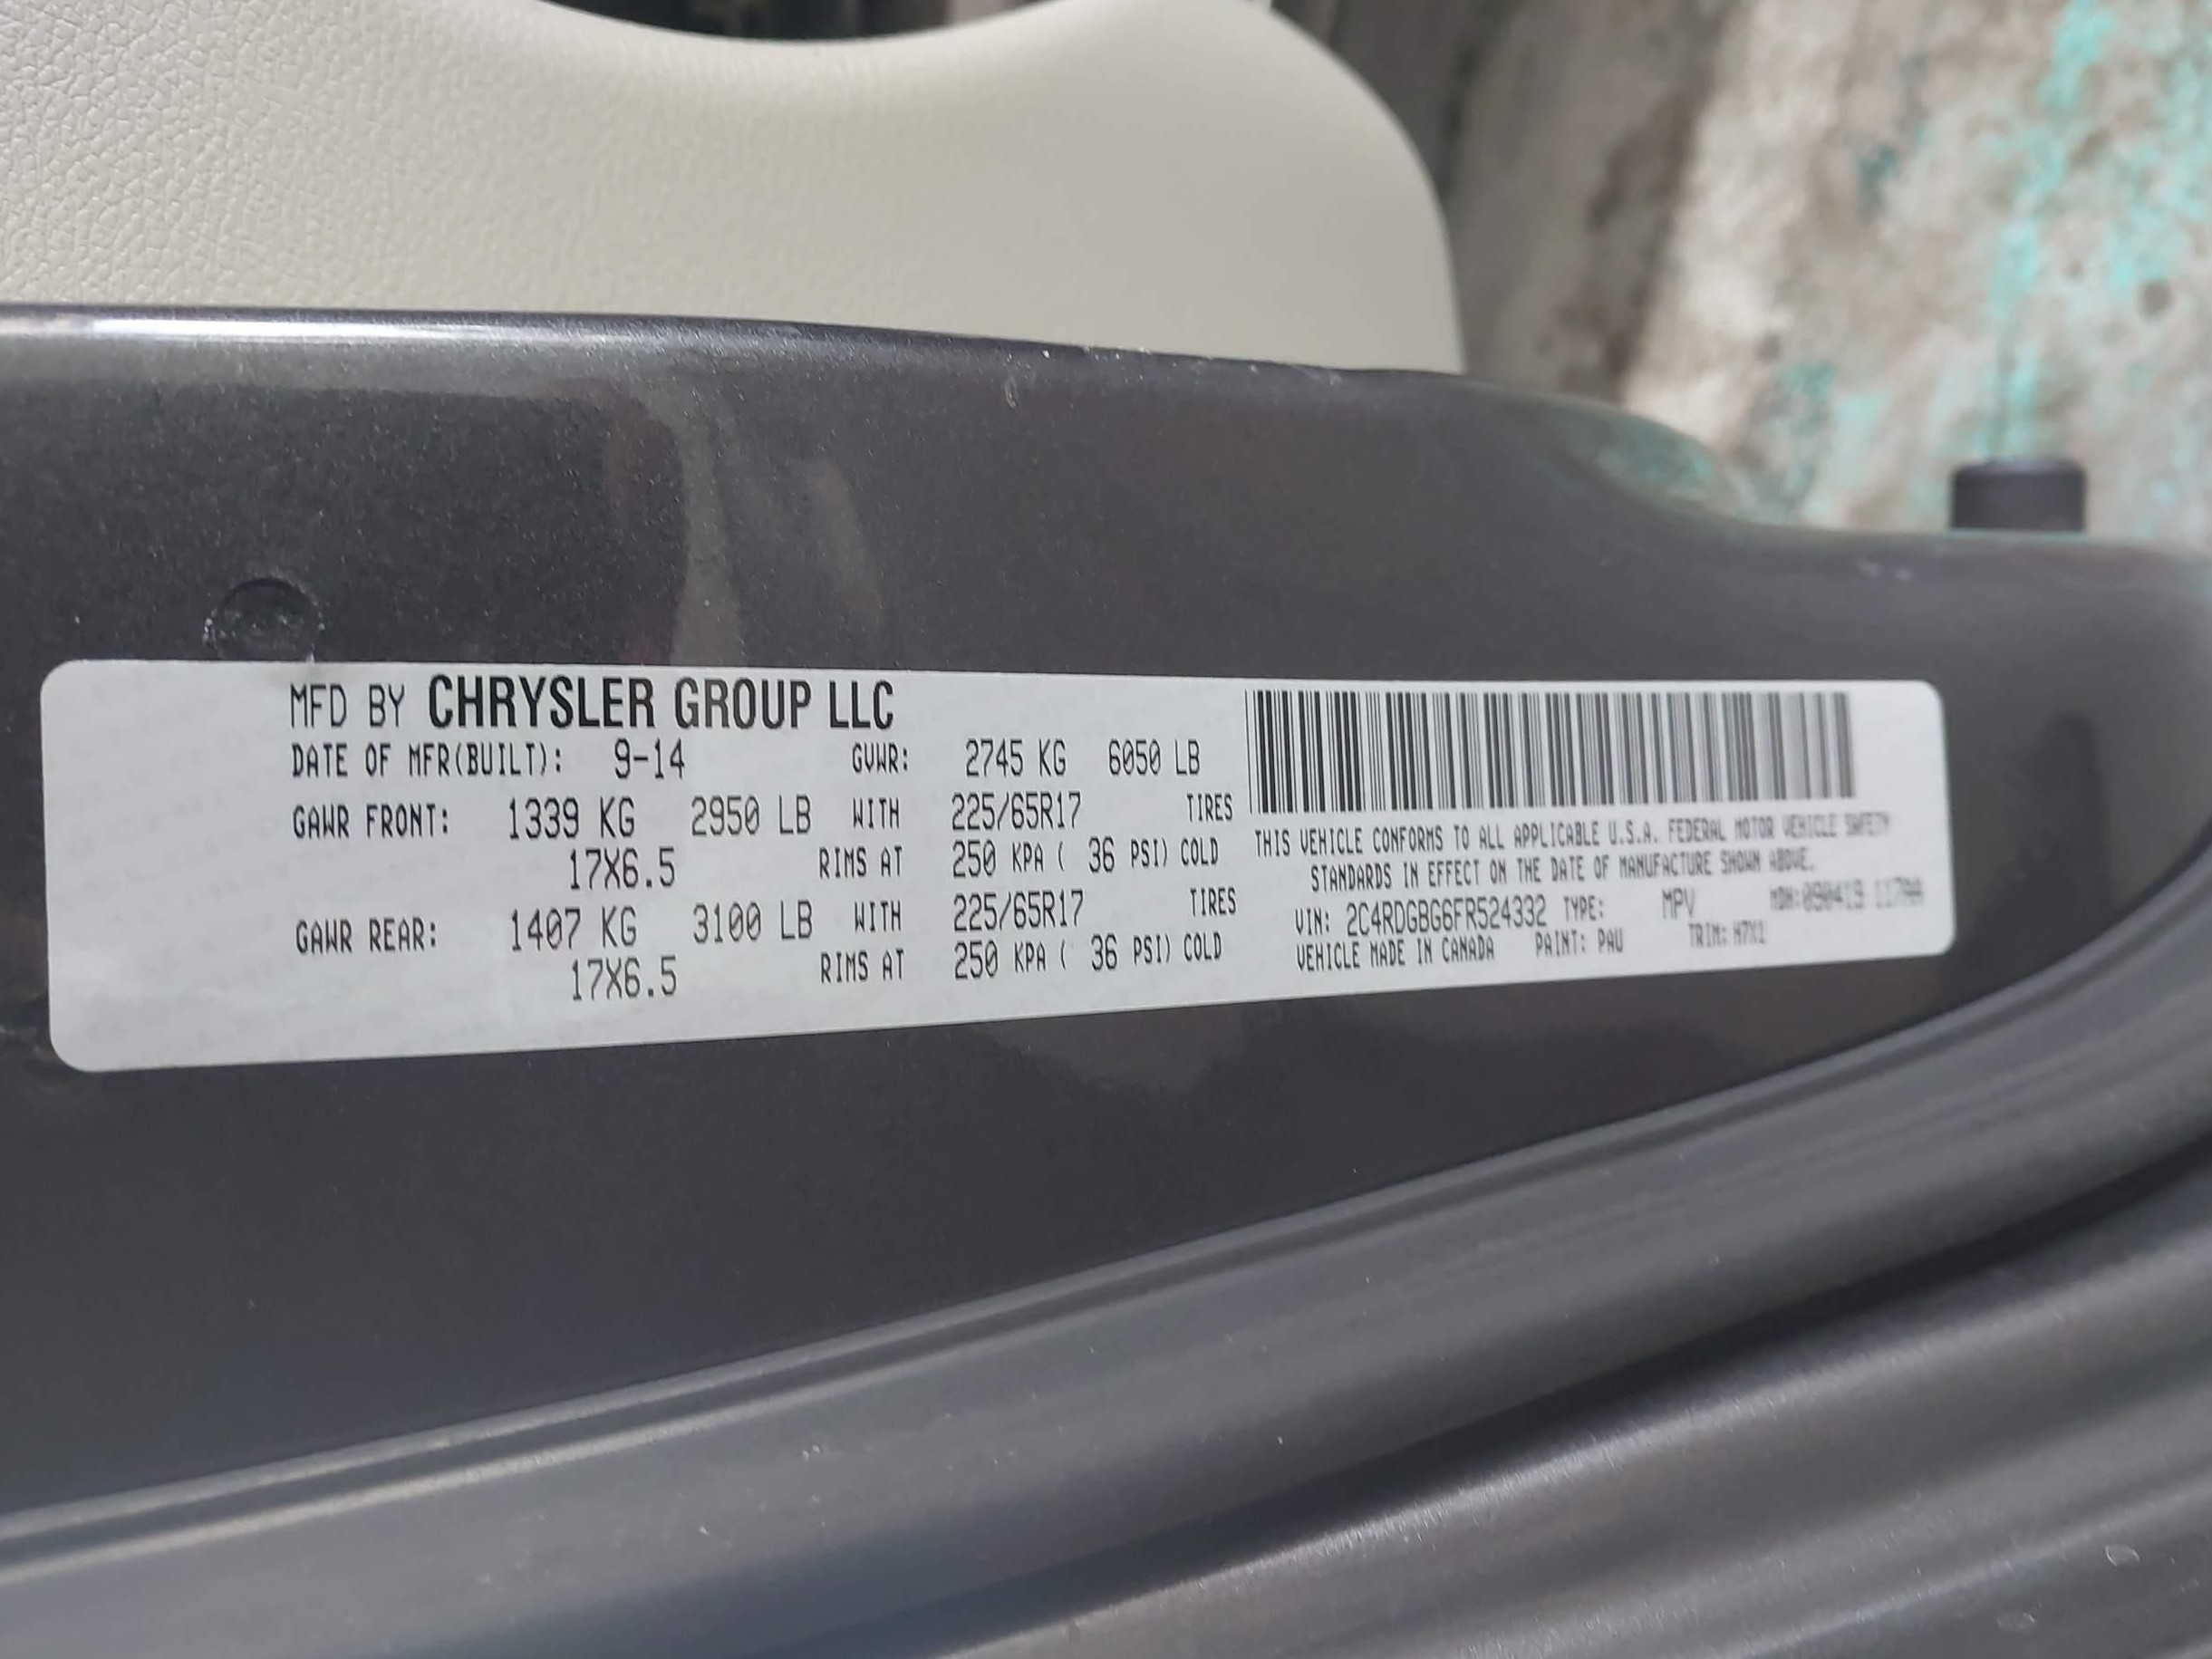 MFD BY CHRYSLER GROUP LLC
DATE OF MFR(BUILT): 9-14 GVWR: 2745 KG 6050 LB
GAWR FRONT: 1339 KG 2950 LB WITH 225/65R17 TIRES
17X6.5 RIMS AT 250 KPA ( 36 PSI) COLD
GAWR REAR: 1407 KG 3100 LB WITH 225/65R17 TIRES
17X6.5 RIMS AT 250 KPA ( 36 PSI) COLD
THIS VEHICLE CONFORMS TO ALL APPLICABLE U.S.A. FEDERAL MOTOR VEHICLE SAFETY
STANDARDS IN EFFECT ON THE DATE OF MANUFACTURE SHOWN ABOVE.
VIN: 2C4RDGBG6FR524332 TYPE: MPV MDH:
VEHICLE MADE IN CANADA PAINT: PAU TRIM: